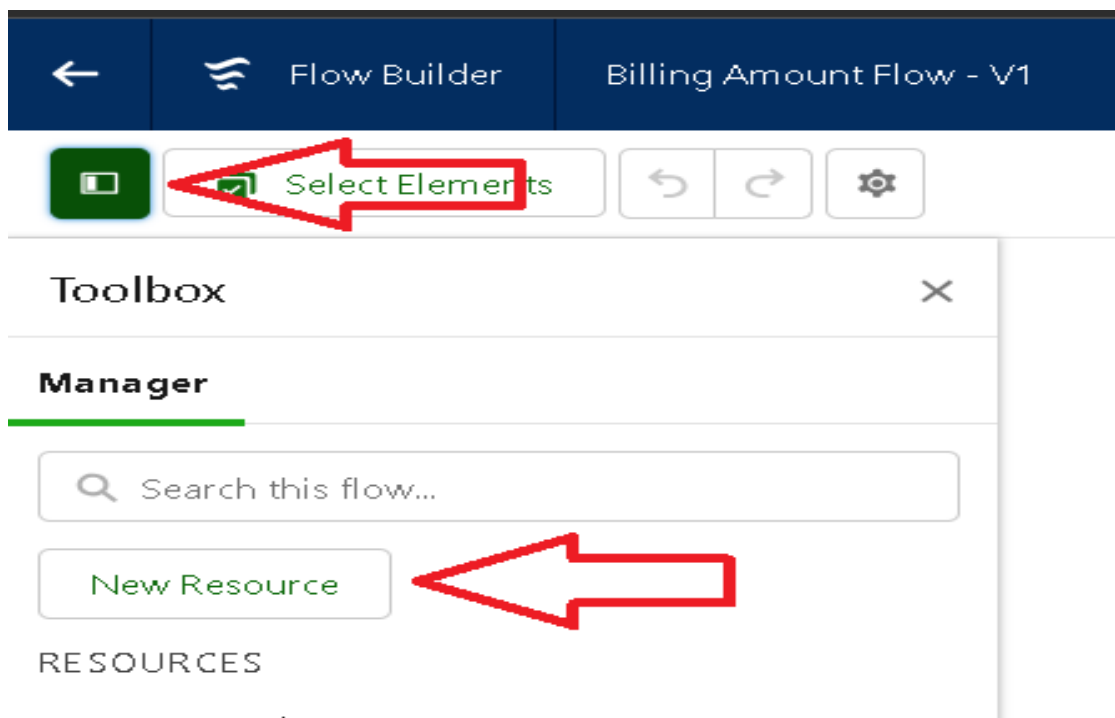 Flow Builder
Billing Amount Flow - V1
Select Elements
Toolbox
Manager
Search this flow...
New Resource
RESOURCES